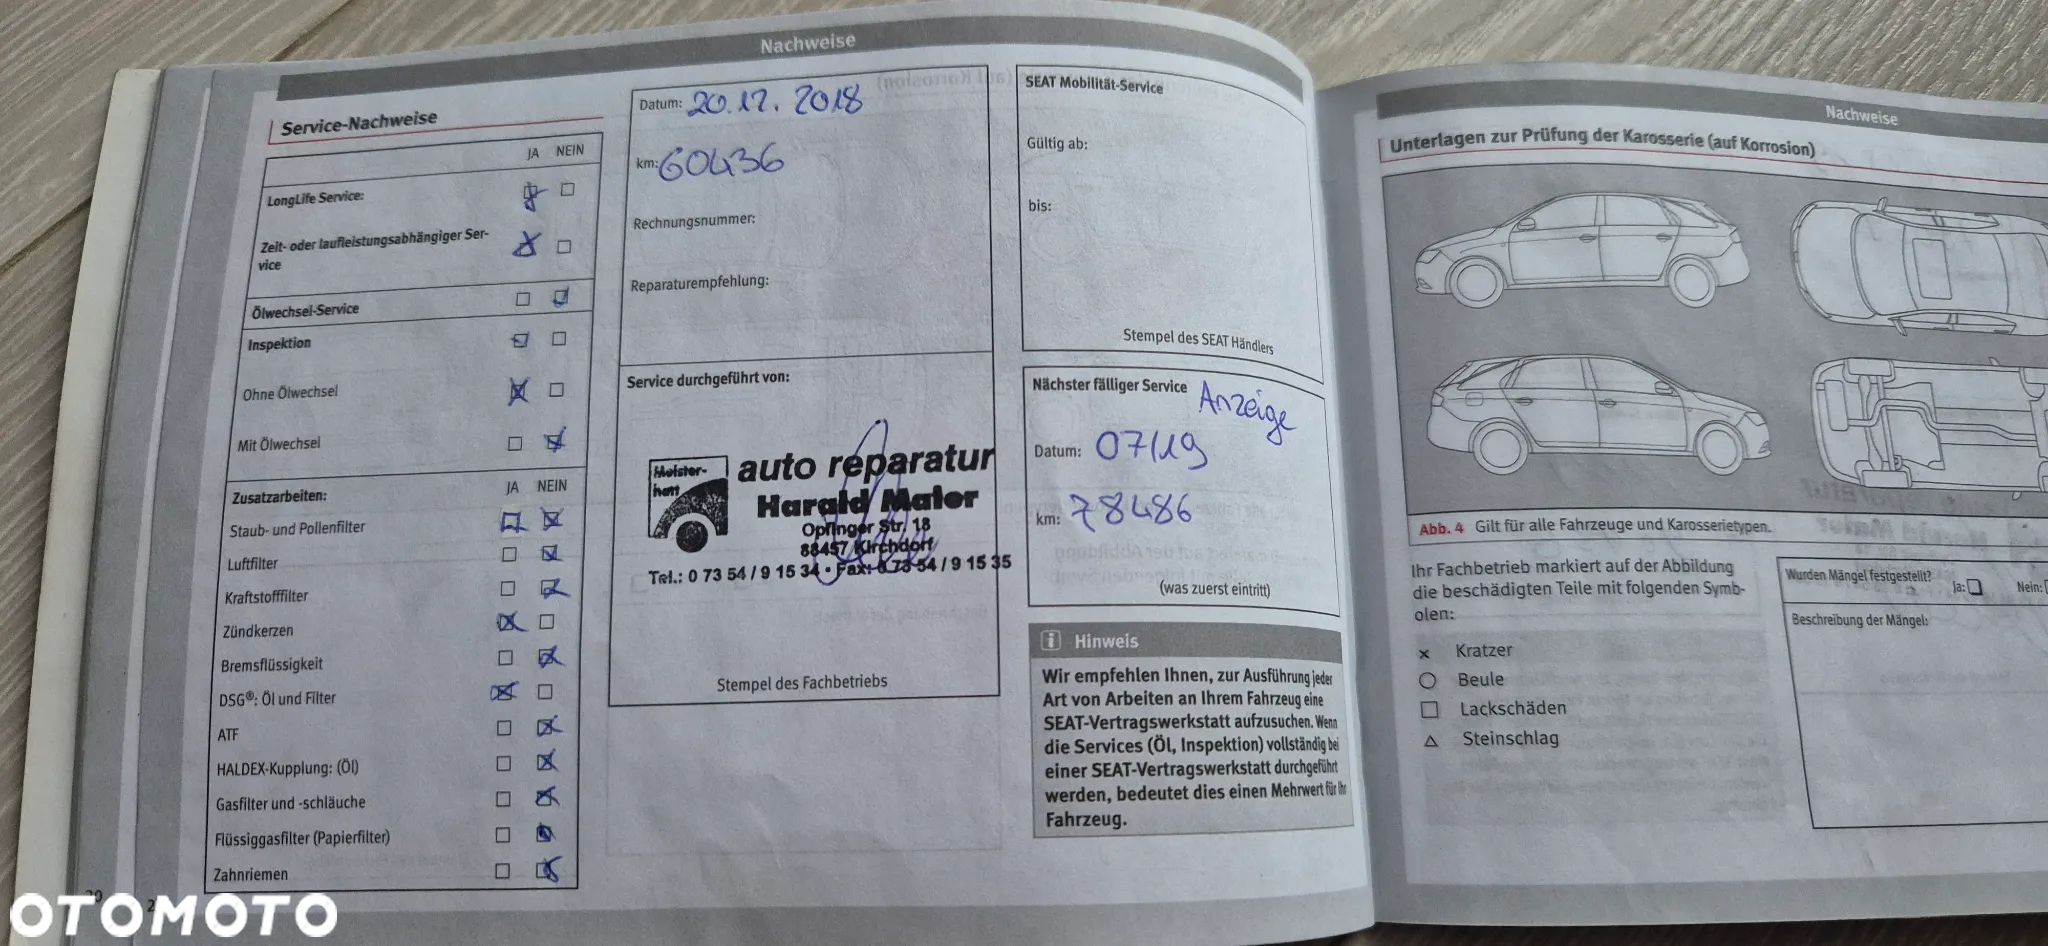 Nachweise
Service-Nachweise
JA NEIN
LongLife Service:
Zeit- oder laufleistungsabhängiger Ser-
vice
Ölwechsel-Service
Inspektion
Ohne Ölwechsel
Mit Ölwechsel
Zusatzarbeiten: JA NEIN
Staub- und Pollenfilter
Luftfilter
Kraftstofffilter
Zündkerzen
Bremsflüssigkeit
DSG®: Öl und Filter
ATF
HALDEX-Kupplung: (Öl)
Gasfilter und -schläuche
Flüssiggasfilter (Papierfilter)
Zahnriemen
Datum: 20.12.2018
km: 60436
Rechnungsnummer:
Reparaturempfehlung:
Service durchgeführt von:
Meister-
haft
auto reparatur
Harald Maier
Opfinger Str. 18
88457 Kirchdorf
Tel.: 0 73 54 / 9 15 34 • Fax: 0 73 54 / 9 15 35
Stempel des Fachbetriebs
SEAT Mobilität-Service
Gültig ab:
bis:
Stempel des SEAT Händlers
Nächster fälliger Service Anzeige
Datum: 07/19
km: 78486
(was zuerst eintritt)
i Hinweis
Wir empfehlen Ihnen, zur Ausführung jeder
Art von Arbeiten an Ihrem Fahrzeug eine
SEAT-Vertragswerkstatt aufzusuchen. Wenn
die Services (Öl, Inspektion) vollständig bei
einer SEAT-Vertragswerkstatt durchgeführt
werden, bedeutet dies einen Mehrwert für Ihr
Fahrzeug.
Nachweise
Unterlagen zur Prüfung der Karosserie (auf Korrosion)
Abb. 4 Gilt für alle Fahrzeuge und Karosserietypen.
Ihr Fachbetrieb markiert auf der Abbildung
die beschädigten Teile mit folgenden Symb-
olen:
Kratzer
Beule
Lackschäden
Steinschlag
Wurden Mängel festgestellt? Ja: Nein:
Beschreibung der Mängel:
OTOMOTO